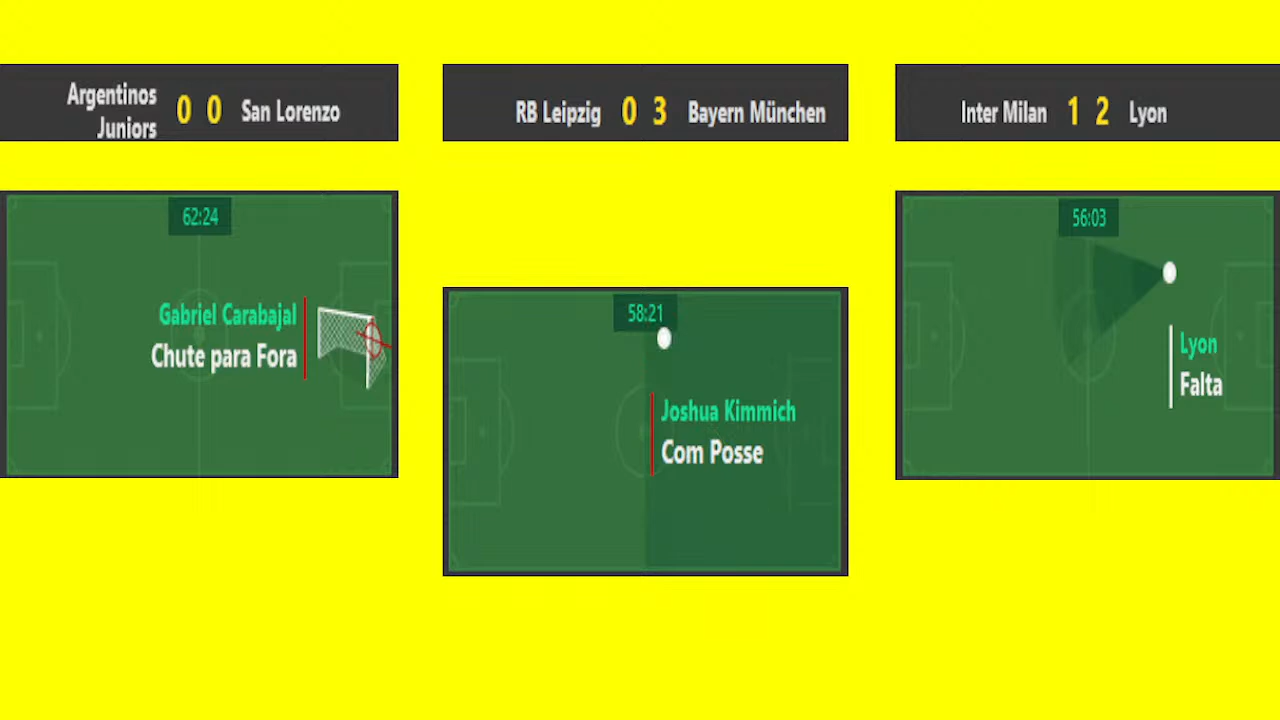 Argentinos
Juniors
0 0
San Lorenzo
RB Leipzig 0 3 Bayern München
Inter Milan 1 2 Lyon
62:24
Gabriel Carabajal
Chute para Fora
58:21
Joshua Kimmich
Com Posse
56:03
Lyon
Falta